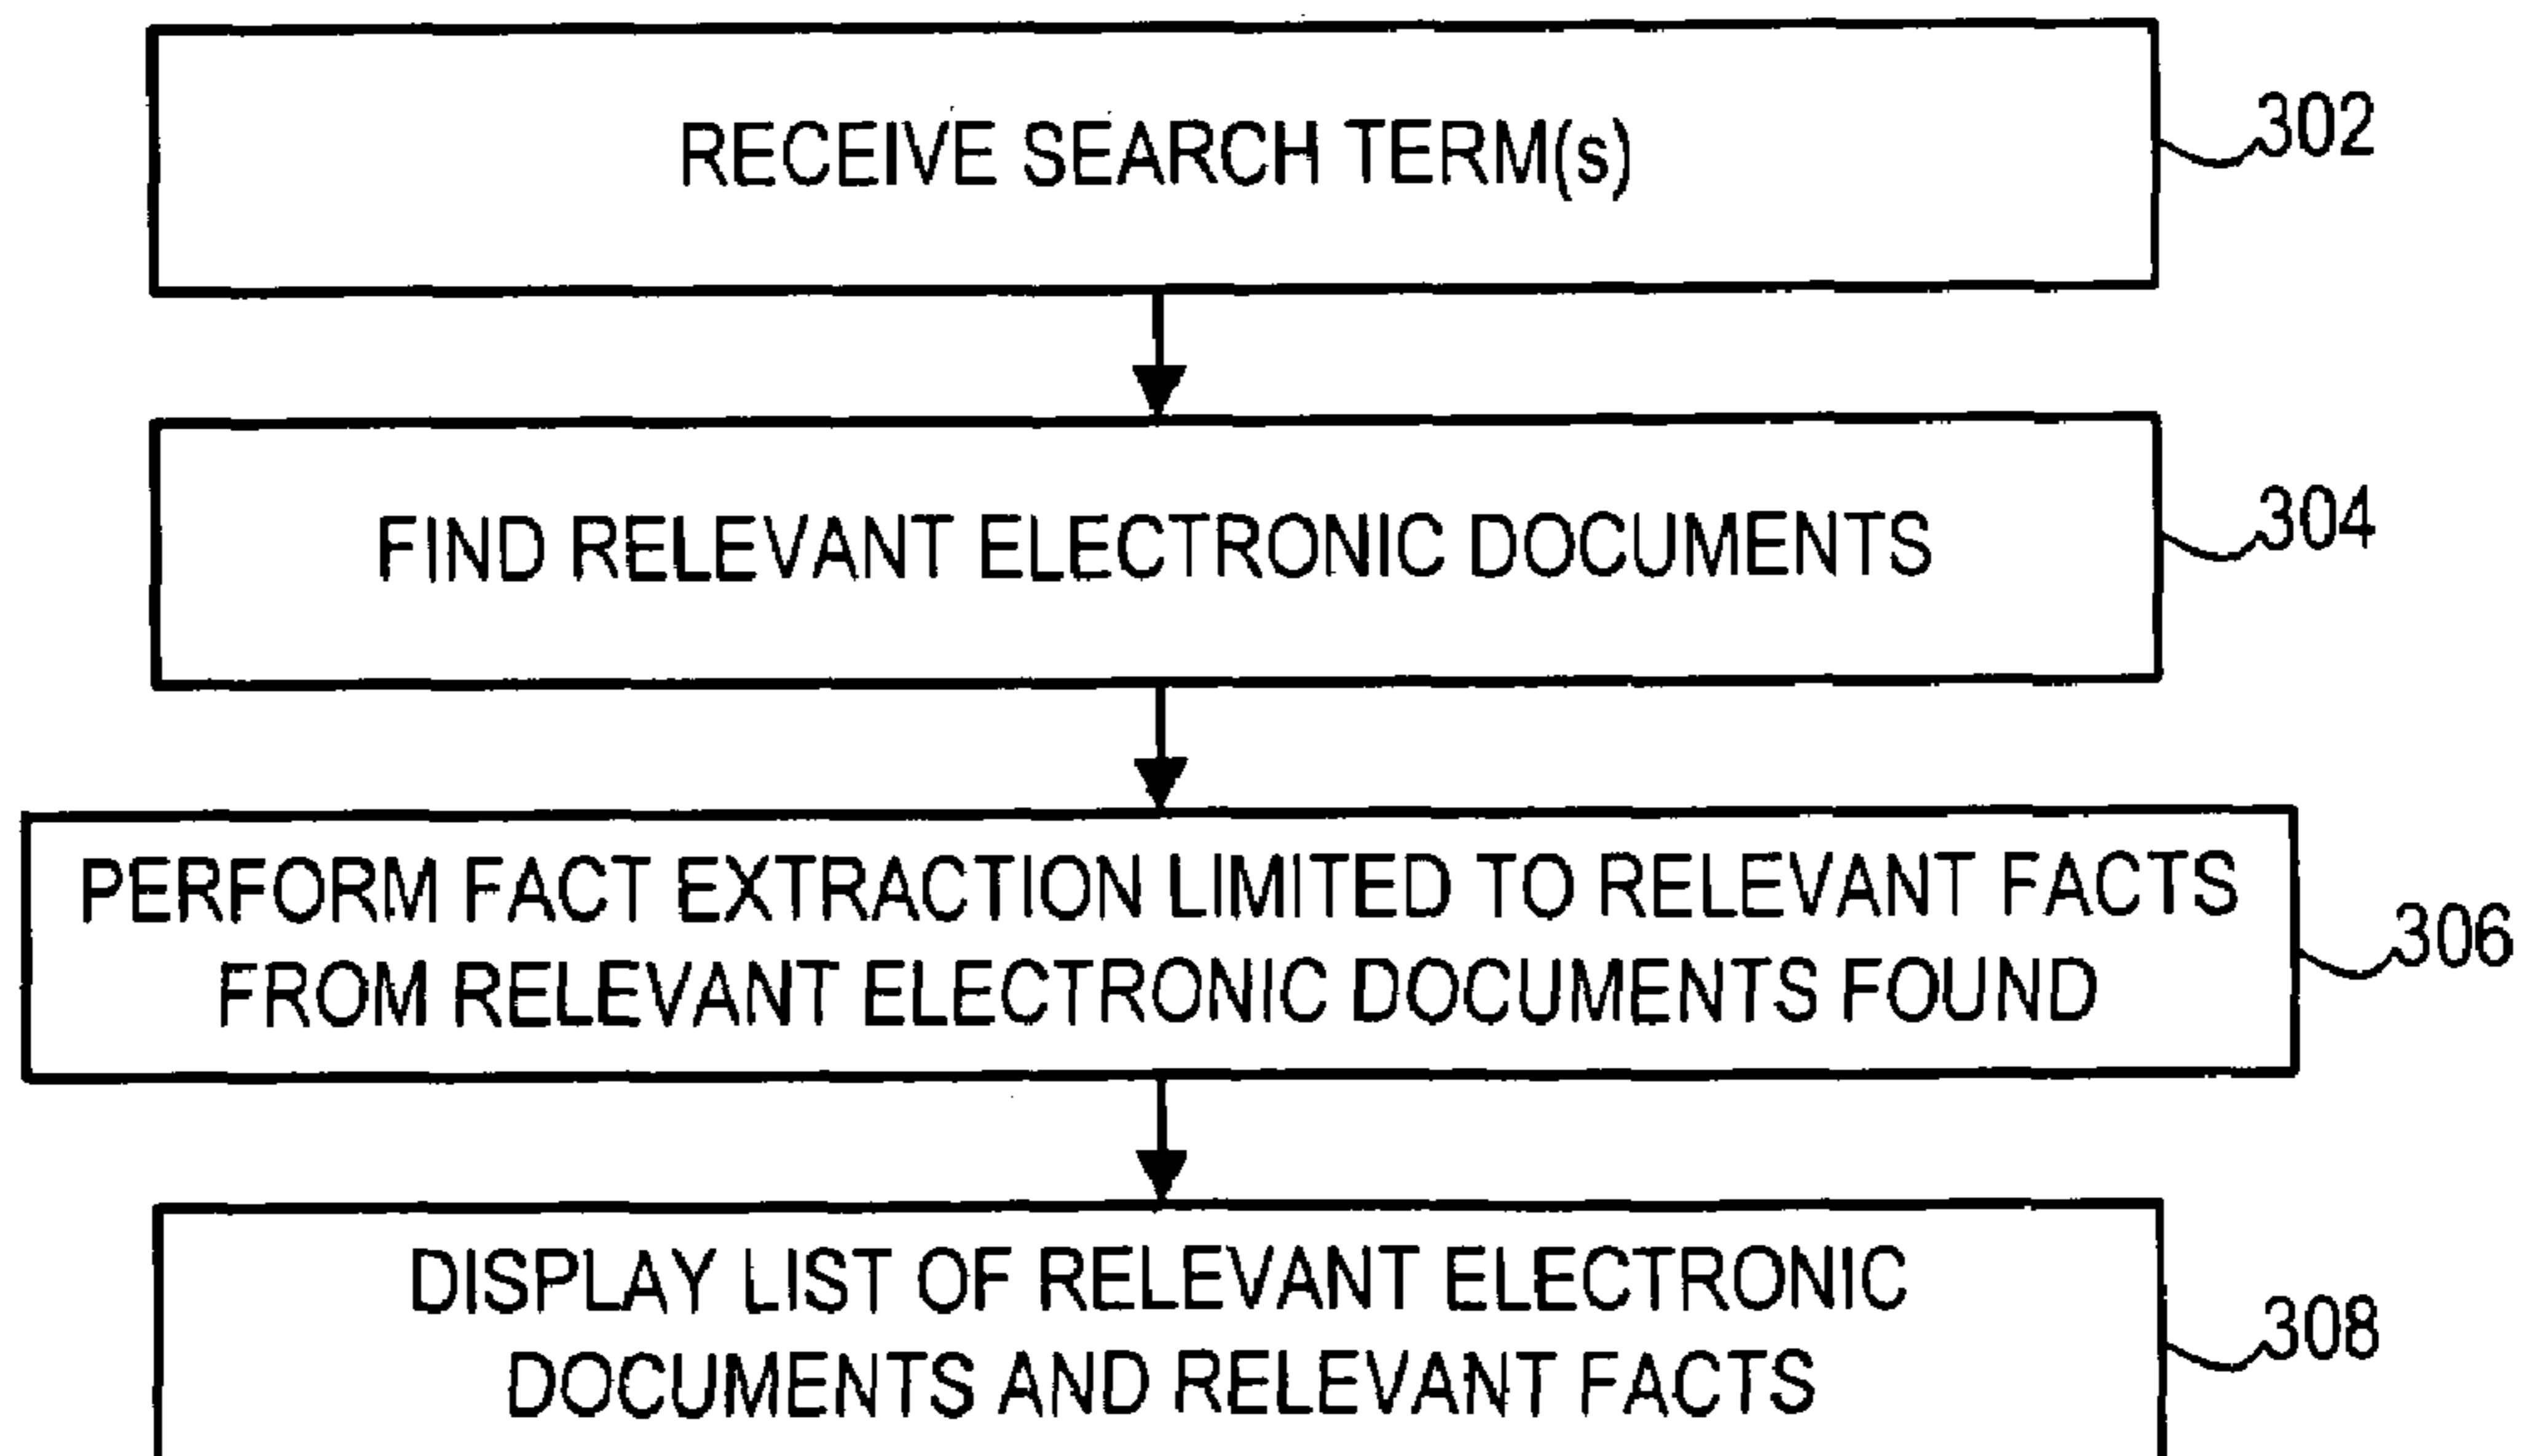 RECEIVE SEARCH TERM(s)
302
FIND RELEVANT ELECTRONIC DOCUMENTS
304
PERFORM FACT EXTRACTION LIMITED TO RELEVANT FACTS
FROM RELEVANT ELECTRONIC DOCUMENTS FOUND
306
DISPLAY LIST OF RELEVANT ELECTRONIC
DOCUMENTS AND RELEVANT FACTS
308